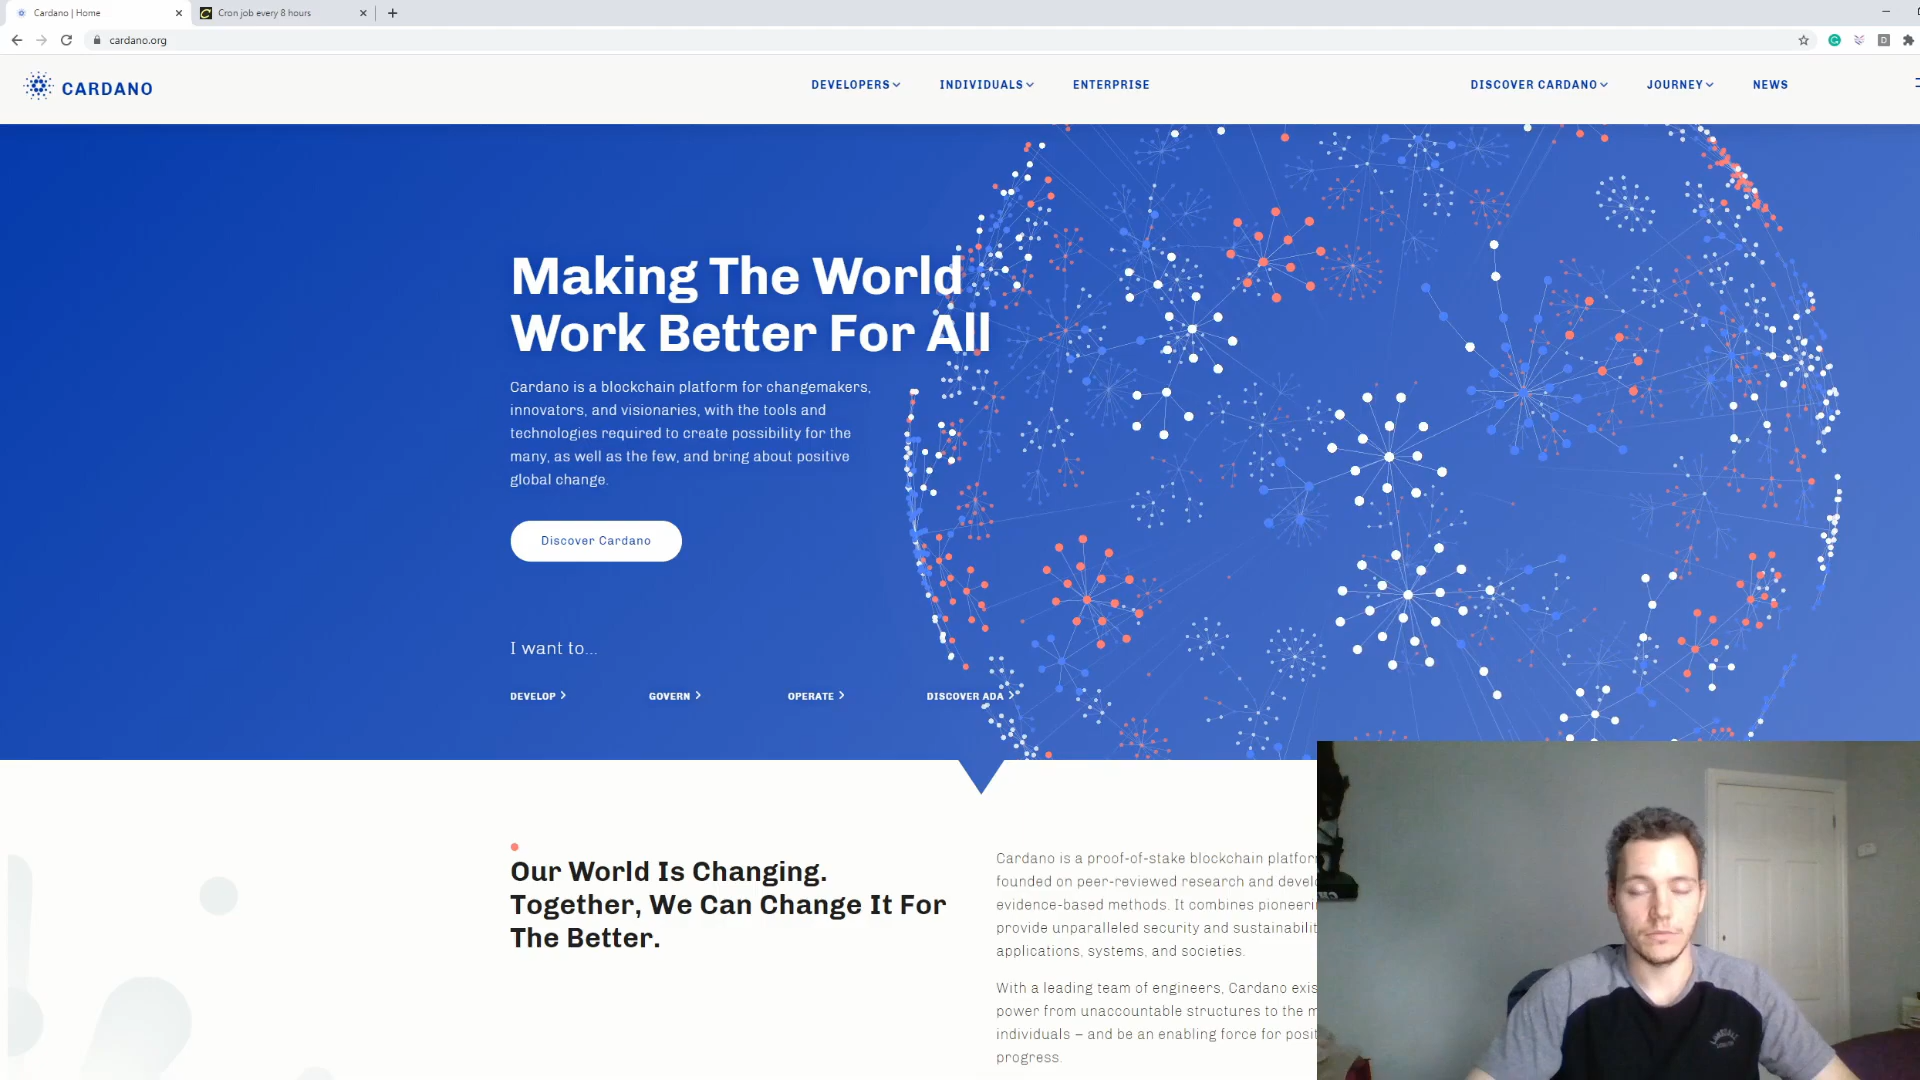 Cardano | Home
Cron job every 8 hours
cardano.org
CARDANO
DEVELOPERS
INDIVIDUALS
ENTERPRISE
DISCOVER CARDANO
JOURNEY
NEWS
Making The World
Work Better For All
Cardano is a blockchain platform for changemakers,
innovators, and visionaries, with the tools and
technologies required to create possibility for the
many, as well as the few, and bring about positive
global change.
Discover Cardano
I want to...
DEVELOP
GOVERN
OPERATE
DISCOVER ADA
Our World Is Changing.
Together, We Can Change It For
The Better.
Cardano is a proof-of-stake blockchain
founded on peer-reviewed research and
evidence-based methods. It combines
provide unparalleled security and
applications, systems, and societies.
With a leading team of engineers, Cardano
power from unaccountable structures to the
individuals – and be an enabling force for
progress.